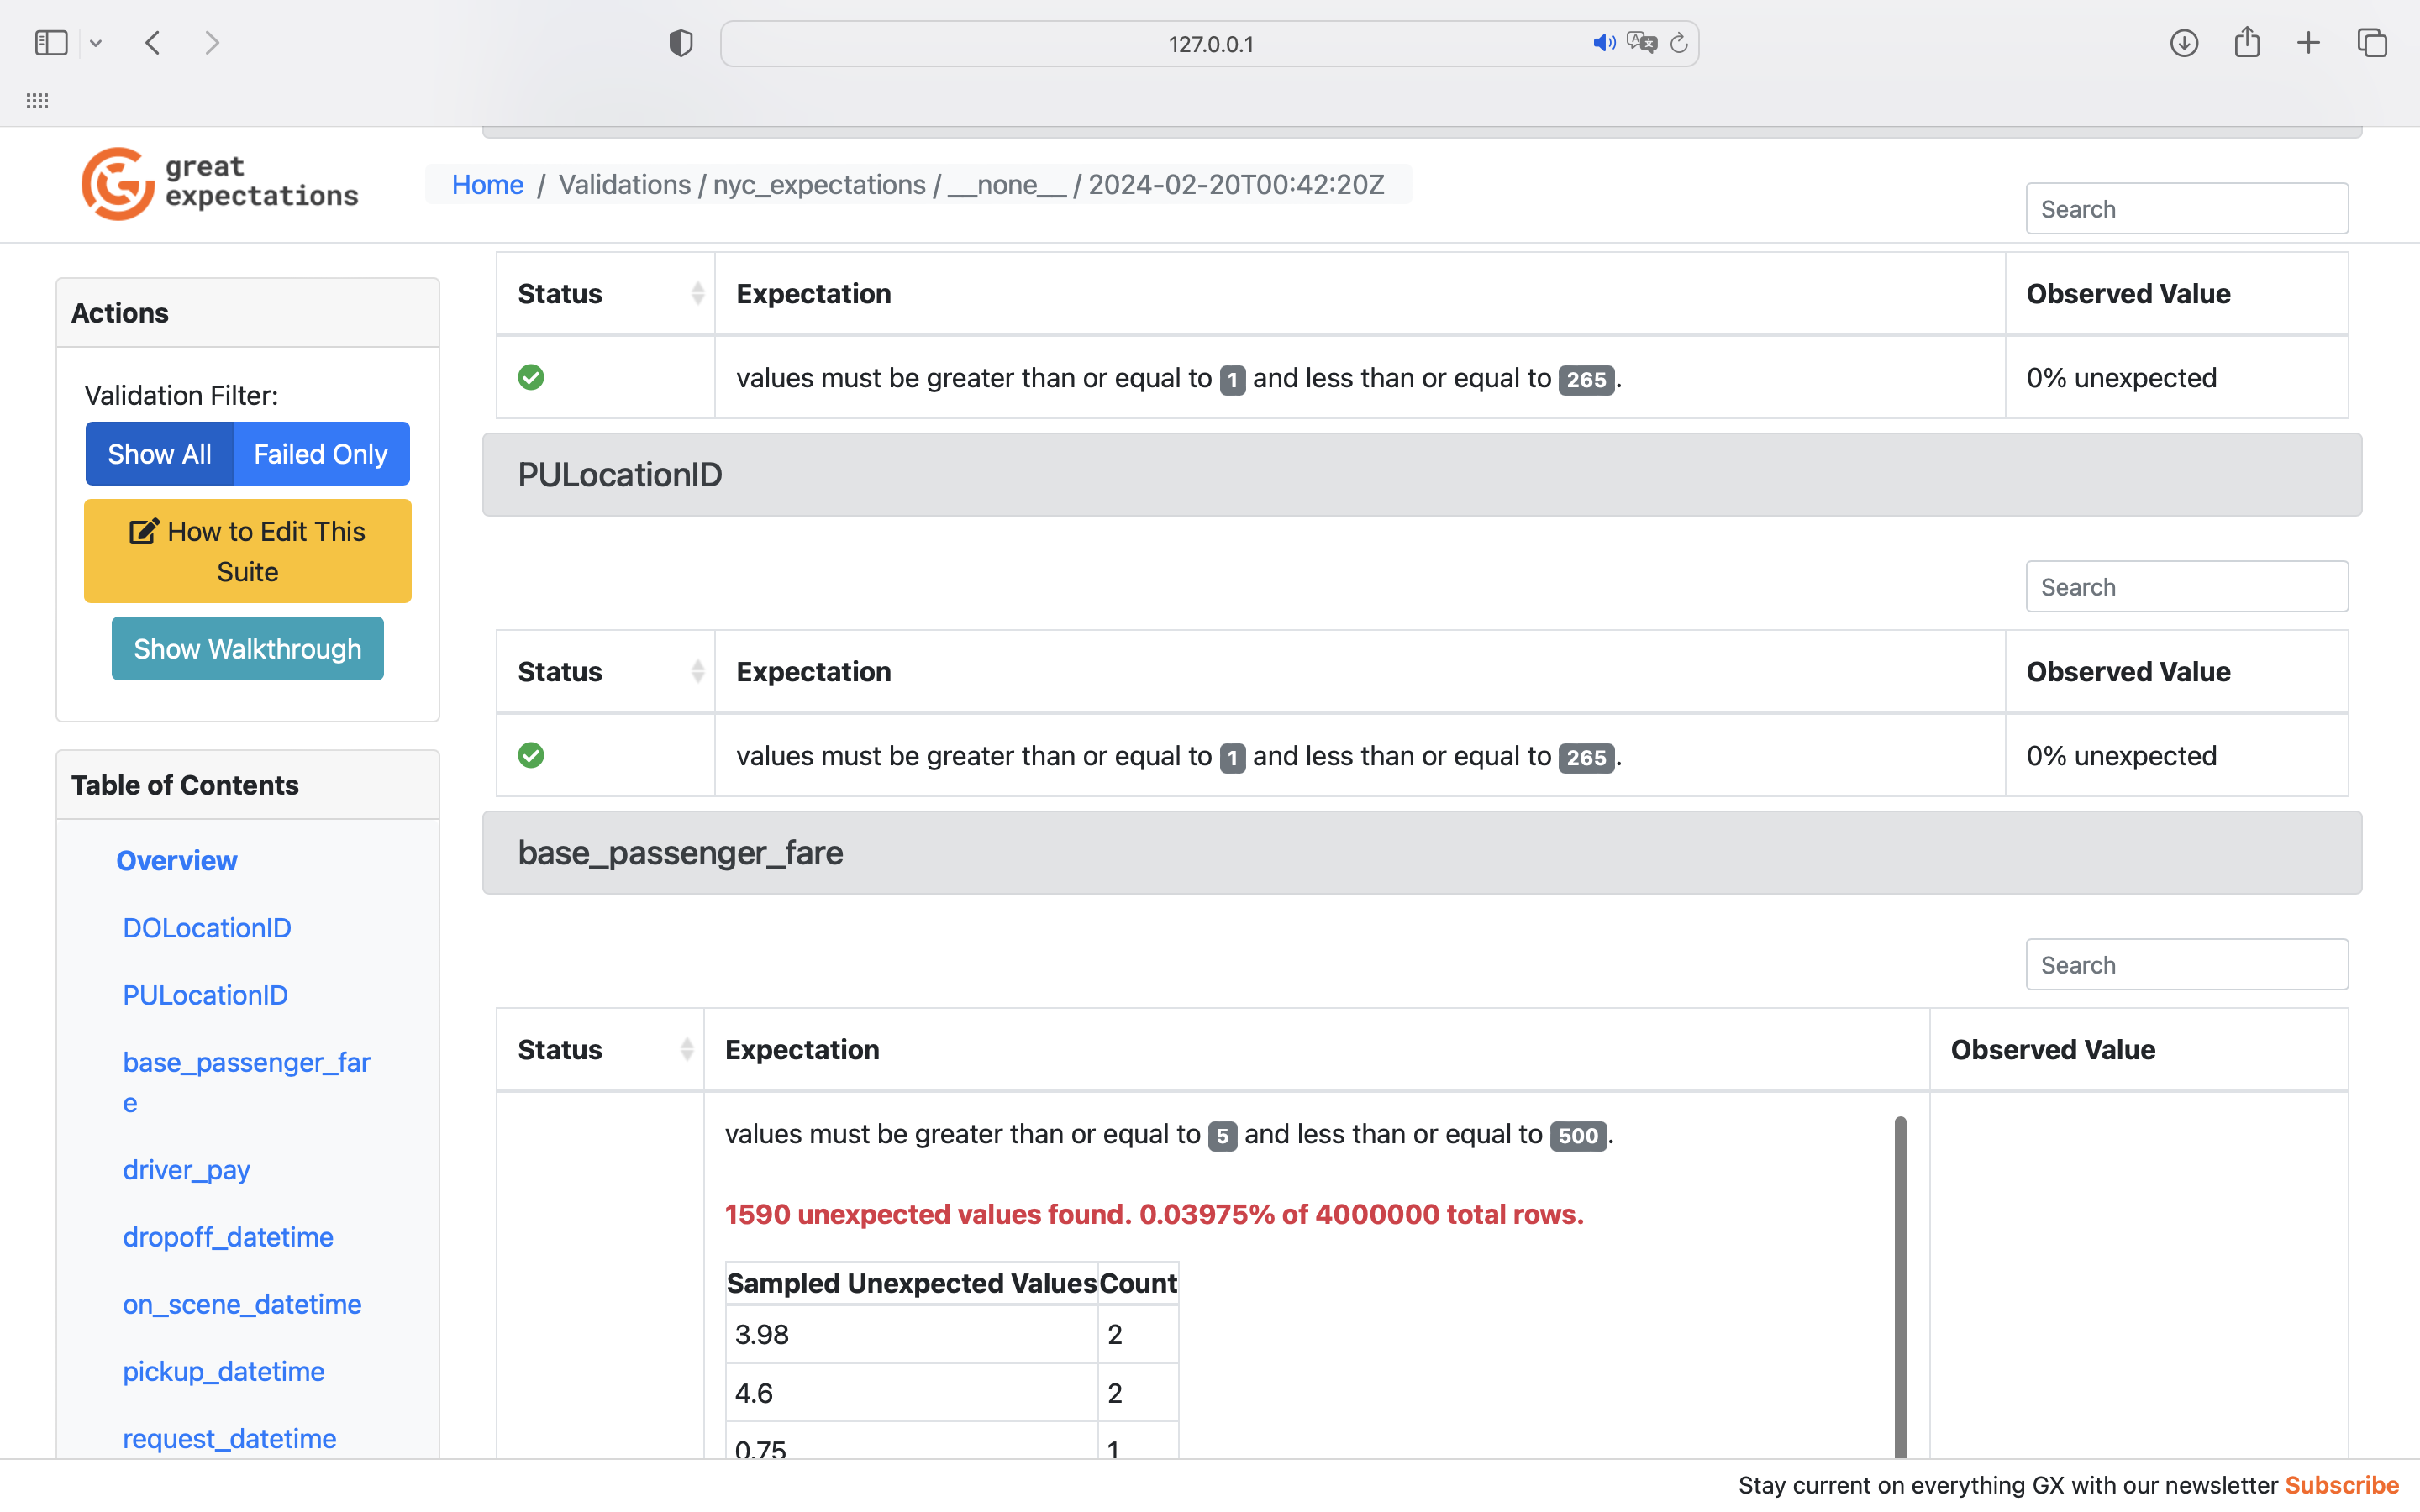 127.0.0.1
great
expectations
Home / Validations / nyc_expectations / __none__ / 2024-02-20T00:42:20Z
Search
Actions
Validation Filter:
Show All
Failed Only
How to Edit This
Suite
Show Walkthrough
Table of Contents
Overview
DOLocationID
PULocationID
base_passenger_far
e
driver_pay
dropoff_datetime
on_scene_datetime
pickup_datetime
request_datetime
Status Expectation Observed Value
values must be greater than or equal to 1 and less than or equal to 265. 0% unexpected
PULocationID
Search
Status Expectation Observed Value
values must be greater than or equal to 1 and less than or equal to 265. 0% unexpected
base_passenger_fare
Search
Status Expectation Observed Value
values must be greater than or equal to 5 and less than or equal to 500.
1590 unexpected values found. 0.03975% of 4000000 total rows.
Sampled Unexpected Values Count
3.98 2
4.6 2
0.75 1
Stay current on everything GX with our newsletter Subscribe